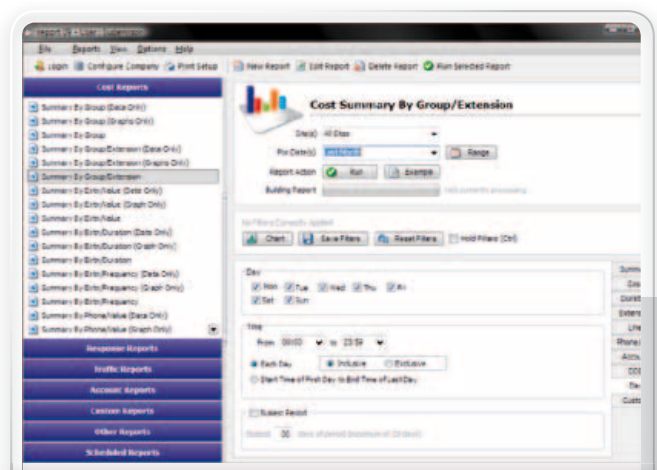 File Reports View Options Help
Login Configure Company Print Setup New Report Edit Report Delete Report Run Selected Report
Cost Reports
Summary By Group (Data Only)
Summary By Group (Graphs Only)
Summary By Group
Summary By Group/Extension (Data Only)
Summary By Group/Extension (Graphs Only)
Summary By Group/Extension
Summary By Extn/Value (Data Only)
Summary By Extn/Value (Graph Only)
Summary By Extn/Value
Summary By Extn/Duration (Data Only)
Summary By Extn/Duration (Graph Only)
Summary By Extn/Duration
Summary By Extn/Frequency (Data Only)
Summary By Extn/Frequency (Graph Only)
Summary By Extn/Frequency
Summary By Phone/Value (Data Only)
Summary By Phone/Value (Graph Only)
Response Reports
Traffic Reports
Account Reports
Custom Reports
Other Reports
Scheduled Reports
Cost Summary By Group/Extension
Site(s) All Sites
For Date(s) Last Month Range
Report Action Run Example
Building Report
No Filters Currently Applied
Chart Save Filters Reset Filters Hold Filters (Ctrl)
Day
Mon Tue Wed Thu Fri
Sat Sun
Time
From 00:00 to 23:59
Each Day Inclusive Exclusive
Start Time of First Day to End Time of Last Day